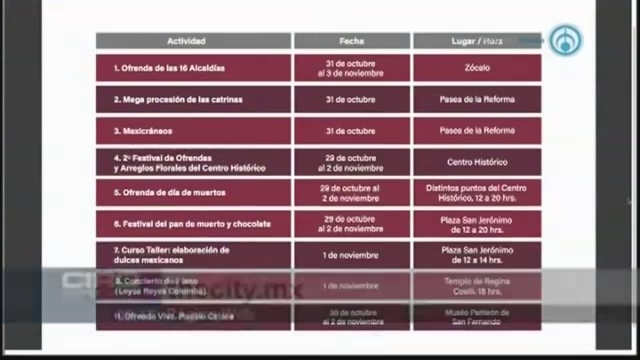 Actividad Fecha Lugar / Hora
1. Ofrenda de las 16 Alcaldías 31 de octubre al 3 de noviembre Zócalo
2. Mega procesión de las catrinas 31 de octubre Pasea de la Reforma
3. Mexicráneos 31 de octubre Pasea de la Reforma
4. 2º Festival de Ofrendas y Arreglos Florales del Centro Histórico 29 de octubre al 2 de noviembre Centro Histórico
5. Ofrenda de día de muertos 29 de octubre al 2 de noviembre Distintos puntos del Centro Histórico, 12 a 20 hrs.
6. Festival del pan de muerto y chocolate 29 de octubre al 2 de noviembre Plaza San Jerónimo de 12 a 20 hrs.
7. Curso Taller: elaboración de dulces mexicanos 1 de noviembre Plaza San Jerónimo de 12 a 14 hrs.
8. Concierto de (Leyse Reyes Columba) 1 de noviembre Templo de Regina 18 hrs.
city.mx
11. Ofrenda Viva. Pueblo 30 de octubre al 2 de noviembre Museo Panteón de San Fernando